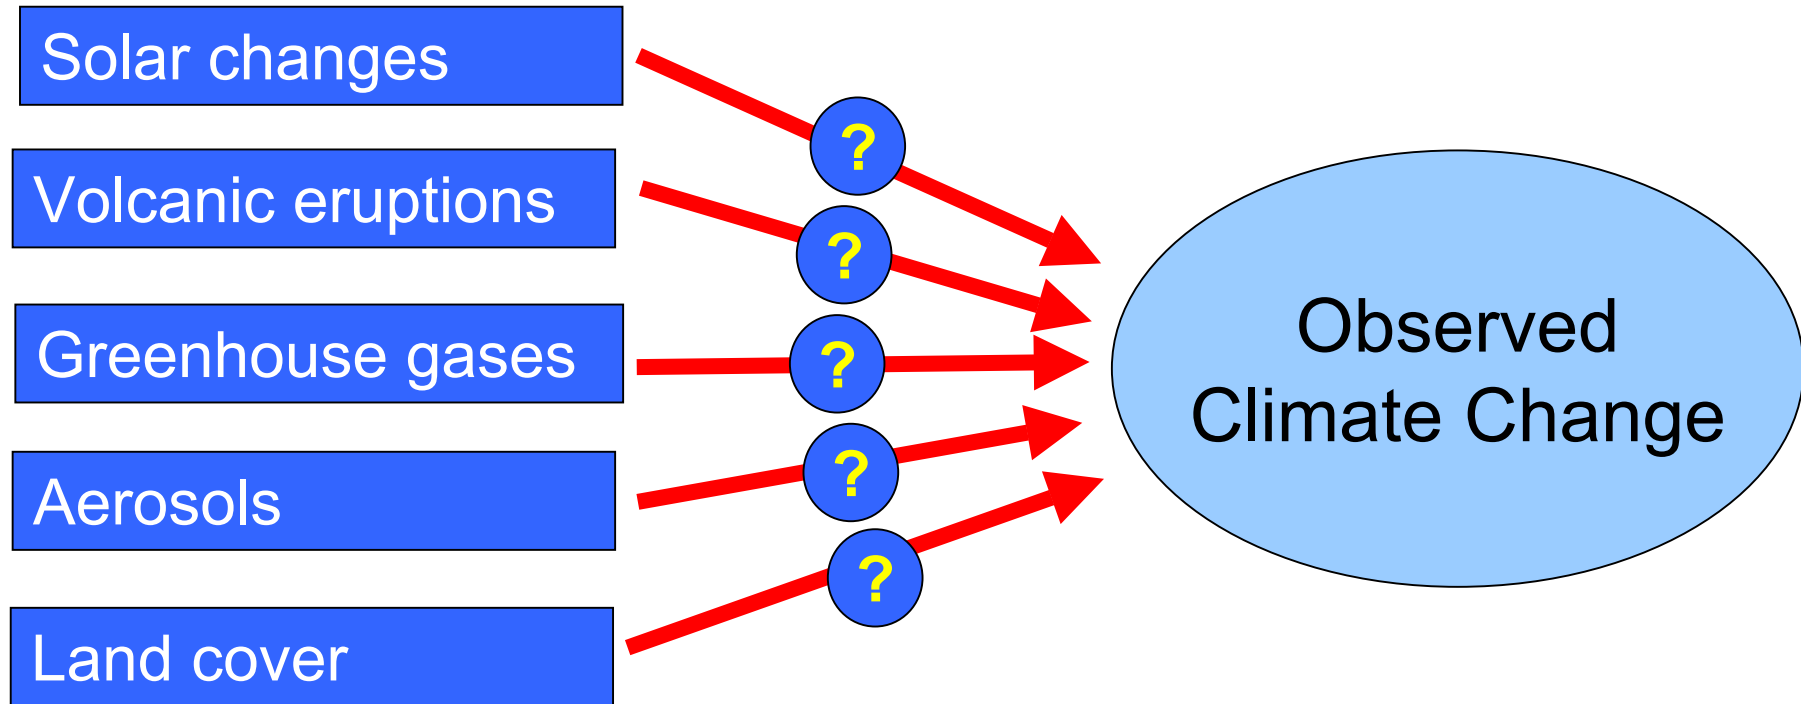 Solar changes
?
Volcanic eruptions
?
Greenhouse gases
?
Aerosols
?
Land cover
?
Observed
Climate Change